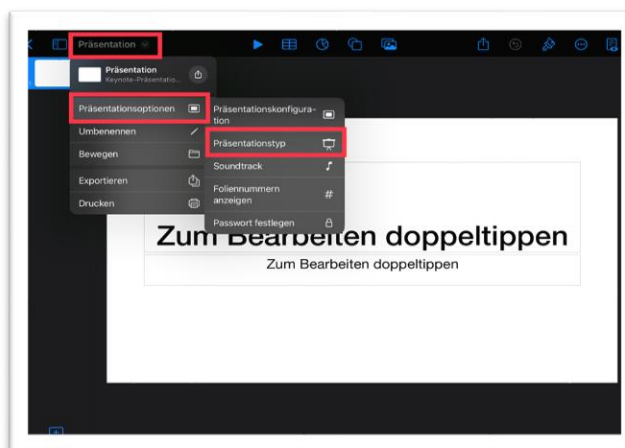 Präsentation
Präsentation
Keynote-Präsentatio...
Präsentationsoptionen
Umbenennen
Bewegen
Exportieren
Drucken
Präsentationskonfigura-
tion
Präsentationstyp
Soundtrack
Foliennummern
anzeigen
#
Passwort festlegen
Zum Bearbeiten doppeltippen
Zum Bearbeiten doppeltippen